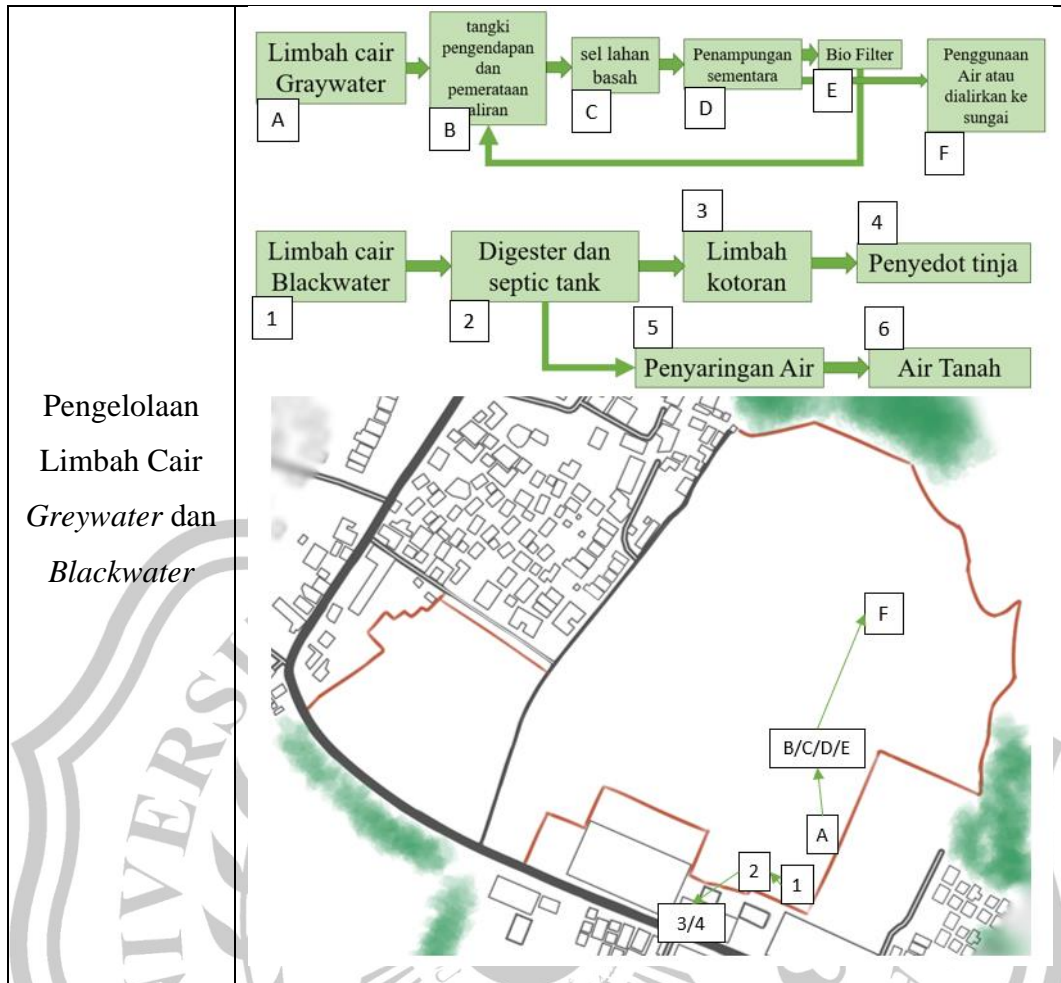 Pengelolaan
Limbah Cair
Greywater dan
Blackwater
Limbah cair
Graywater
A
tangki
pengendapan
dan
pemerataan
aliran
B
sel lahan
basah
C
Penampungan
sementara
D
Bio Filter
E
Penggunaan
Air atau
dialirkan ke
sungai
F
Limbah cair
Blackwater
1
Digester dan
septic tank
2
3
Limbah
kotoran
4
Penyedot tinja
5
Penyaringan Air
6
Air Tanah
F
B/C/D/E
A
2
1
3/4